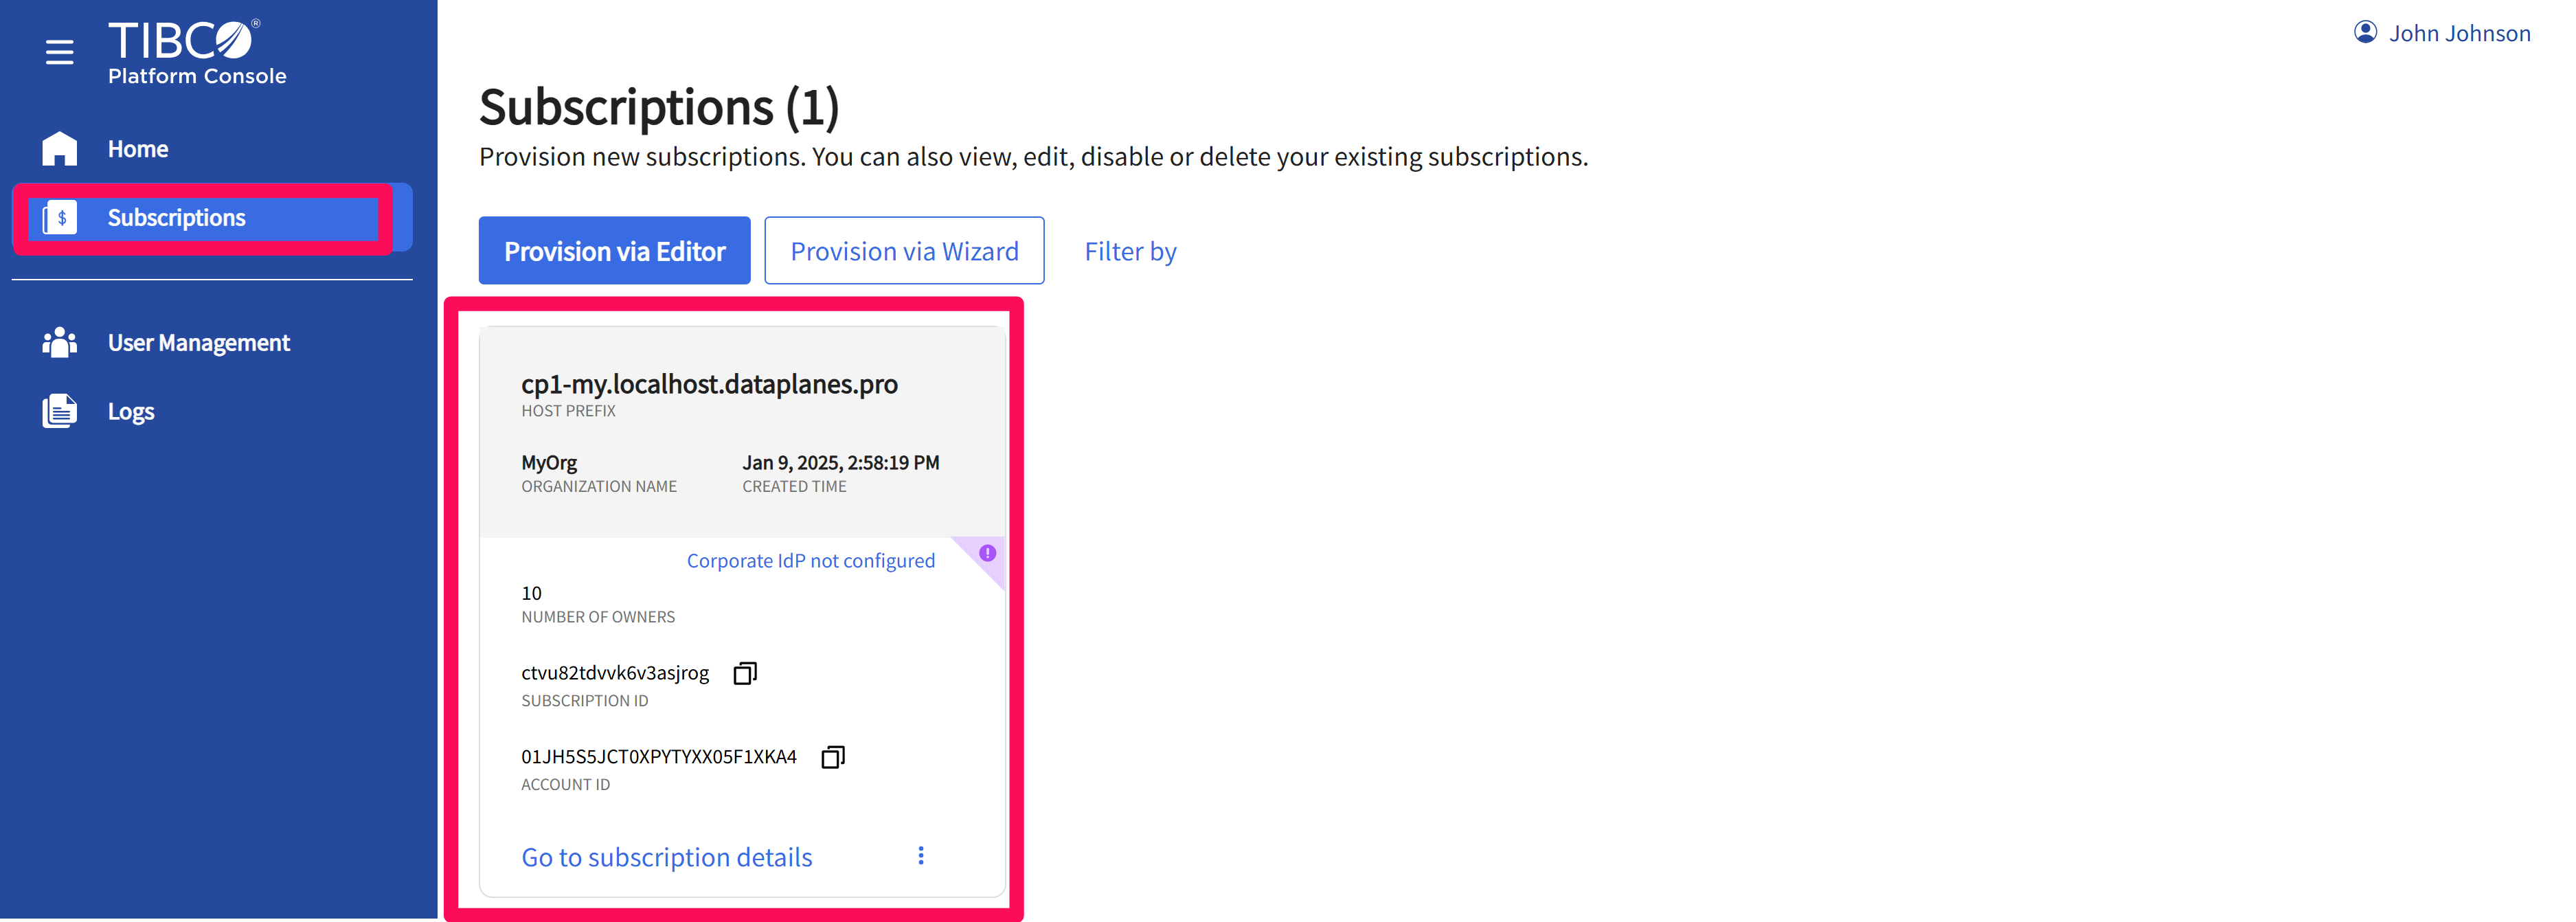 TIBCO®
Platform Console
John Johnson
Home
Subscriptions
User Management
Logs
Subscriptions (1)
Provision new subscriptions. You can also view, edit, disable or delete your existing subscriptions.
Provision via Editor
Provision via Wizard
Filter by
cp1-my.localhost.dataplanes.pro
HOST PREFIX
MyOrg
ORGANIZATION NAME
Jan 9, 2025, 2:58:19 PM
CREATED TIME
Corporate IdP not configured
10
NUMBER OF OWNERS
ctvu82tdvvk6v3asjrog
SUBSCRIPTION ID
01JH5S5JCT0XPYTYXX05F1XKA4
ACCOUNT ID
Go to subscription details